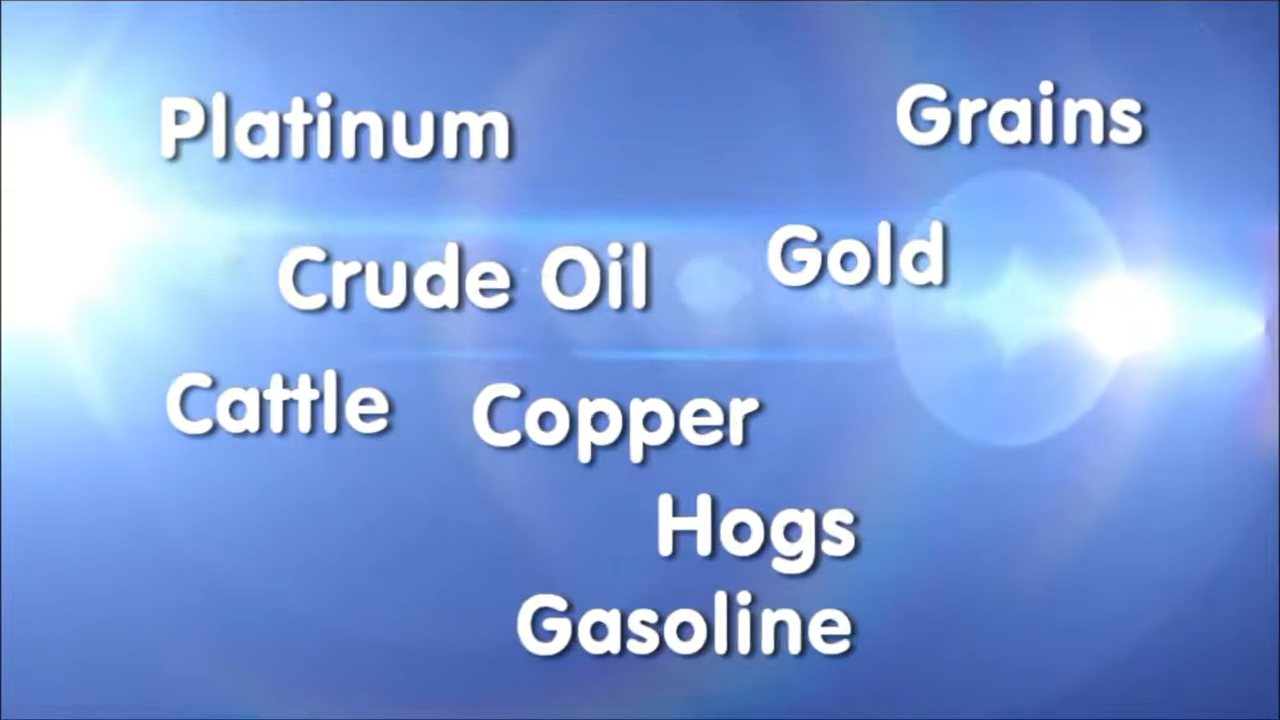 Platinum
Grains
Crude Oil
Gold
Cattle
Copper
Hogs
Gasoline